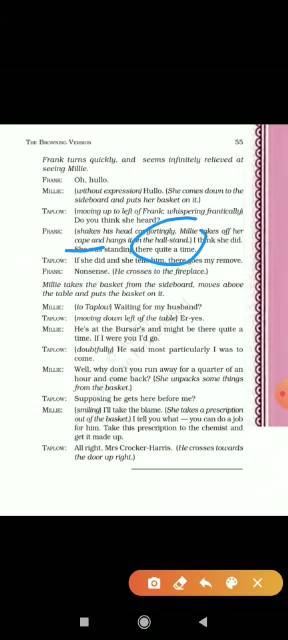 THE BROWNING VERSION 55
Frank turns quickly, and seems infinitely relieved at
seeing Millie.
FRANK: Oh, hullo.
MILLIE: (without expression) Hullo. (She comes down to the
sideboard and puts her basket on it.)
TAPLOW: (moving up to left of Frank; whispering frantically)
Do you think she heard?
FRANK: (shakes his head comfortingly. Millie takes off her
cape and hangs it on the hall-stand.) I think she did.
She was standing there quite a time.
TAPLOW: If she did and she tells him, there goes my remove.
FRANK: Nonsense. (He crosses to the fireplace.)
Millie takes the basket from the sideboard, moves above
the table and puts the basket on it.
MILLIE: (to Taplow) Waiting for my husband?
TAPLOW: (moving down left of the table) Er-yes.
MILLIE: He's at the Bursar's and might be there quite a
time. If I were you I'd go.
TAPLOW: (doubtfully) He said most particularly I was to
come.
MILLIE: Well, why don't you run away for a quarter of an
hour and come back? (She unpacks some things
from the basket.)
TAPLOW: Supposing he gets here before me?
MILLIE: (smiling) I'll take the blame. (She takes a prescription
out of the basket.) I tell you what — you can do a job
for him. Take this prescription to the chemist and
get it made up.
TAPLOW: All right, Mrs Crocker-Harris. (He crosses towards
the door up right.)